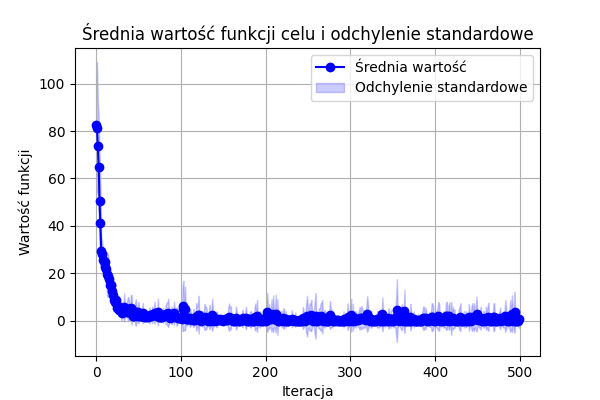 Średnia wartość funkcji celu i odchylenie standardowe
Średnia wartość
Odchylenie standardowe
Wartość funkcji
100
80
60
40
20
0
0 100 200 300 400 500
Iteracja